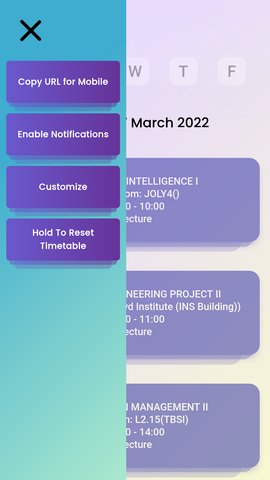 Copy URL for Mobile
Enable Notifications
Customize
Hold To Reset
Timetable
W T F
March 2022
INTELLIGENCE I
JOLY4()
0 - 10:00
ecture
NEERING PROJECT II
Institute (INS Building))
0 - 11:00
ecture
MANAGEMENT II
L2.15(TBSI)
0 - 14:00
ecture